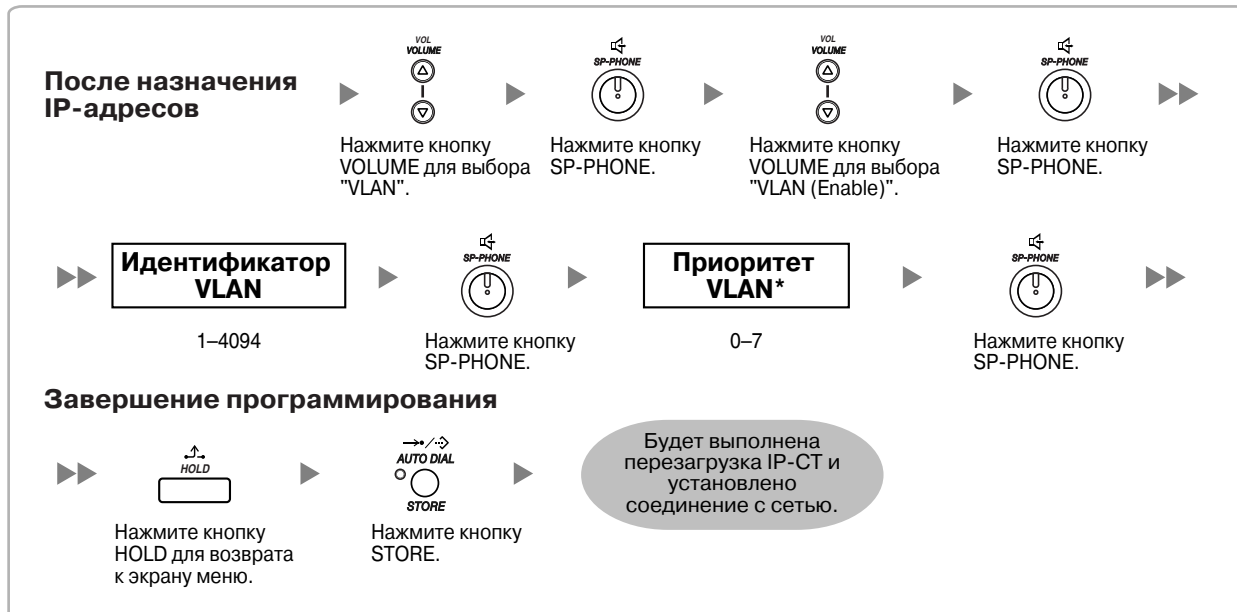 После назначения
IP-адресов
VOL
VOLUME
Нажмите кнопку
VOLUME для выбора
"VLAN".
SP-PHONE
Нажмите кнопку
SP-PHONE.
VOL
VOLUME
Нажмите кнопку
VOLUME для выбора
"VLAN (Enable)".
SP-PHONE
Нажмите кнопку
SP-PHONE.
Идентификатор
VLAN
1–4094
SP-PHONE
Нажмите кнопку
SP-PHONE.
Приоритет
VLAN*
0–7
SP-PHONE
Нажмите кнопку
SP-PHONE.
Завершение программирования
HOLD
Нажмите кнопку
HOLD для возврата
к экрану меню.
AUTO DIAL
STORE
Нажмите кнопку
STORE.
Будет выполнена
перезагрузка IP-СТ и
установлено
соединение с сетью.